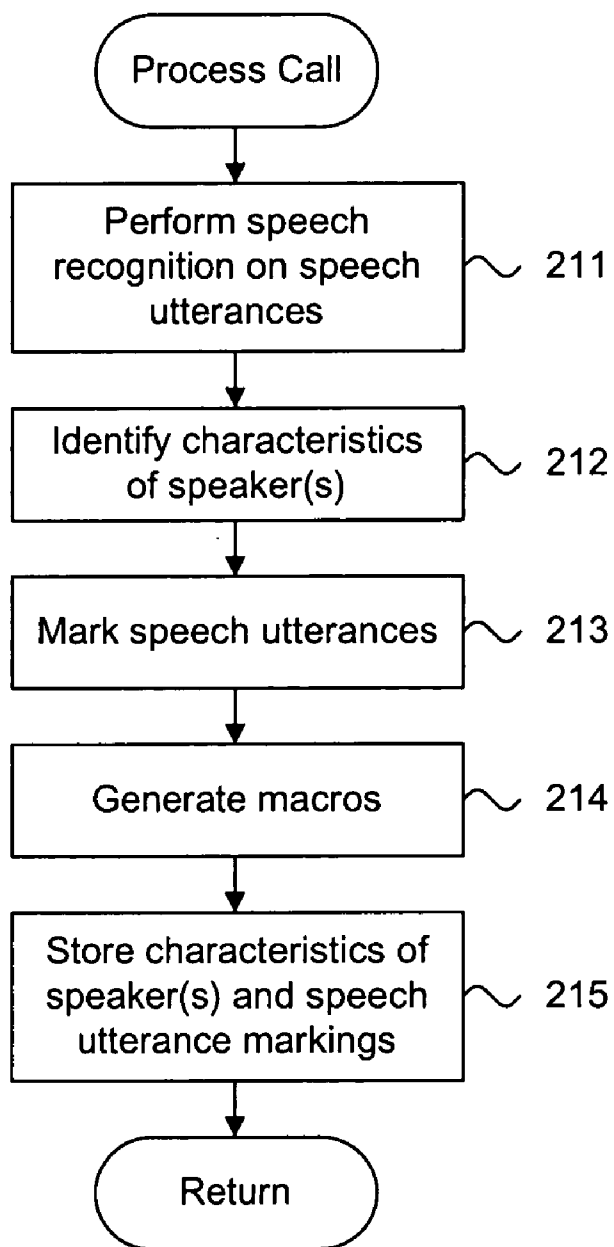 Process Call
Perform speech
recognition on speech
utterances
211
Identify characteristics
of speaker(s)
212
Mark speech utterances
213
Generate macros
214
Store characteristics of
speaker(s) and speech
utterance markings
215
Return